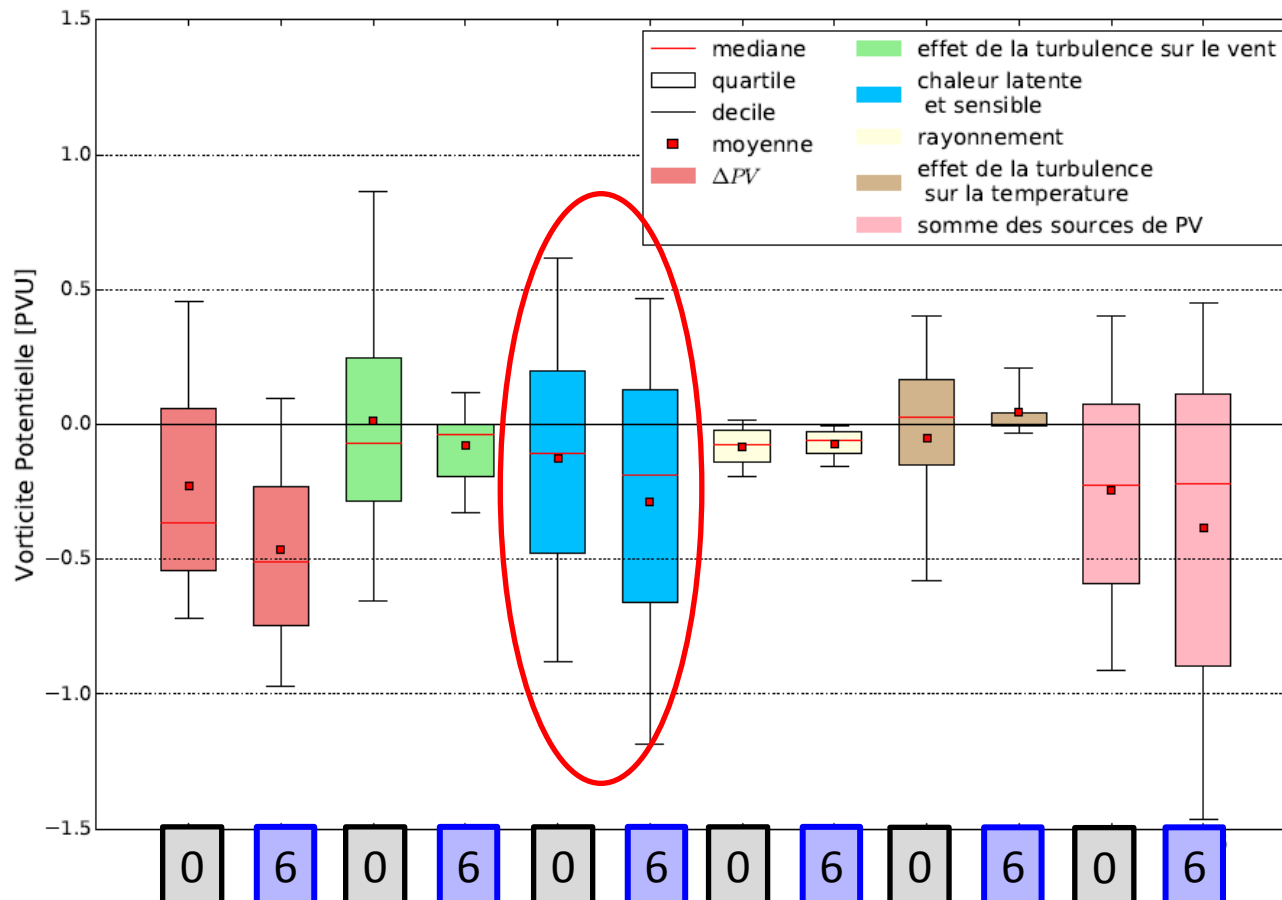 1.5
1.0
0.5
0.0
−0.5
−1.0
−1.5
Vorticite Potentielle [PVU]
mediane
quartile
decile
moyenne
ΔPV
effet de la turbulence sur le vent
chaleur latente
et sensible
rayonnement
effet de la turbulence
sur la temperature
somme des sources de PV
0 6 0 6 0 6 0 6 0 6 0 6